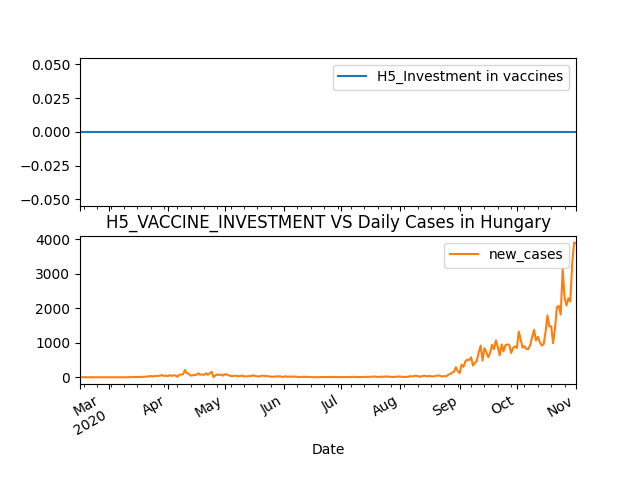 0.050
0.025
0.000
−0.025
−0.050
H5_Investment in vaccines
H5_VACCINE_INVESTMENT VS Daily Cases in Hungary
4000
3000
2000
1000
0
new_cases
Mar
2020
Apr
May
Jun
Jul
Aug
Sep
Oct
Nov
Date